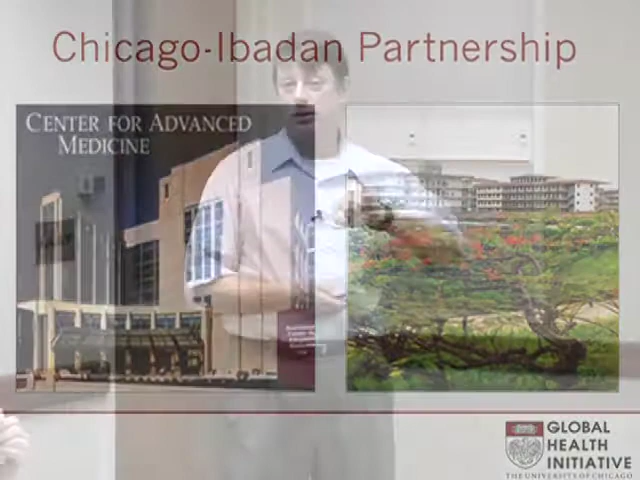 Chicago-Ibadan Partnership
CENTER FOR ADVANCED
MEDICINE
GLOBAL
HEALTH
INITIATIVE
THE UNIVERSITY OF CHICAGO